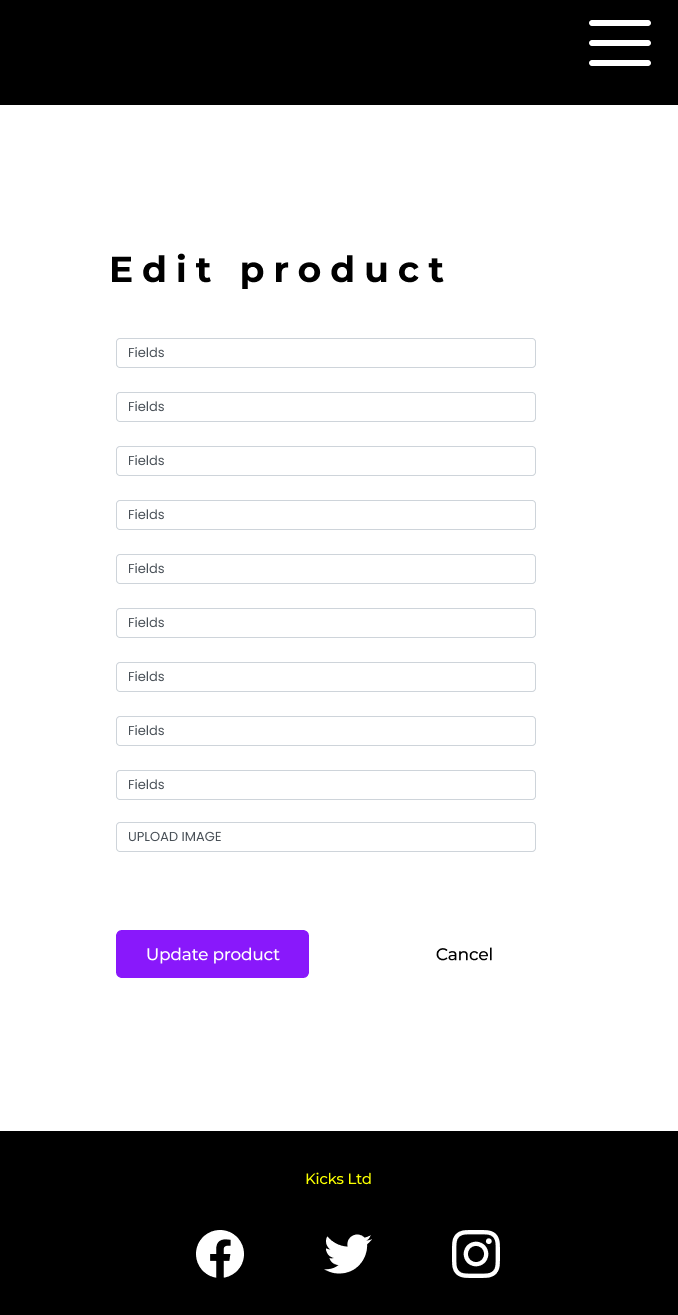 Edit product
Fields
Fields
Fields
Fields
Fields
Fields
Fields
Fields
Fields
UPLOAD IMAGE
Update product
Cancel
Kicks Ltd